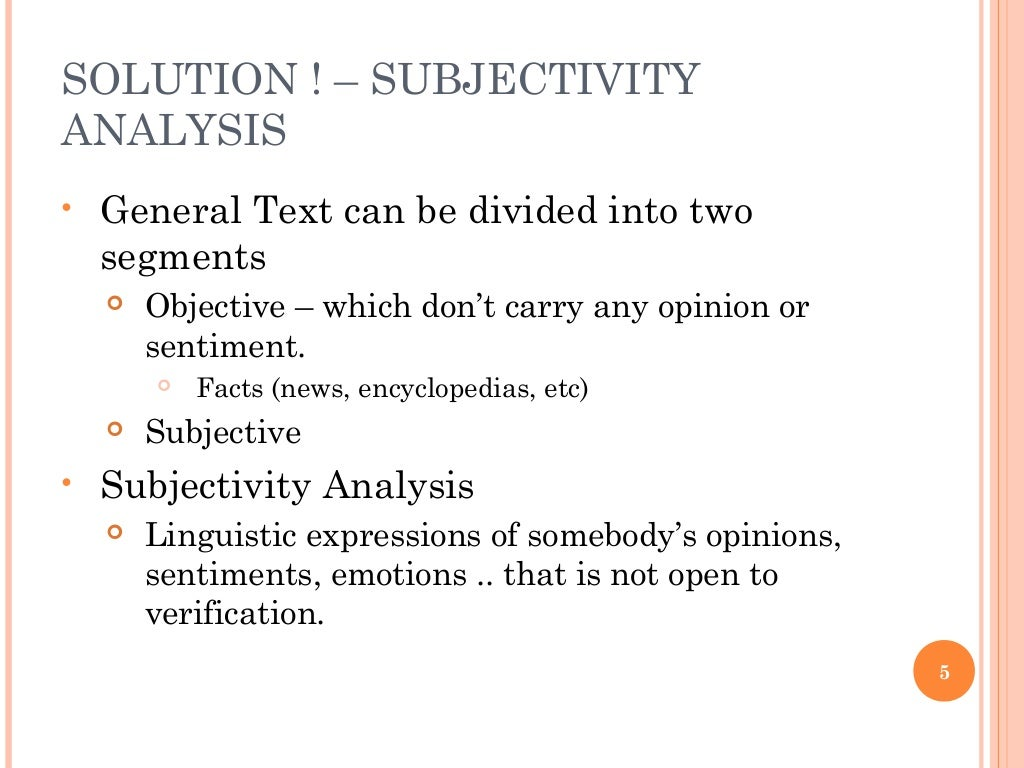 SOLUTION ! – SUBJECTIVITY
ANALYSIS
• General Text can be divided into two
segments
Objective – which don’t carry any opinion or
sentiment.
Facts (news, encyclopedias, etc)
Subjective
• Subjectivity Analysis
Linguistic expressions of somebody’s opinions,
sentiments, emotions .. that is not open to
verification.
5